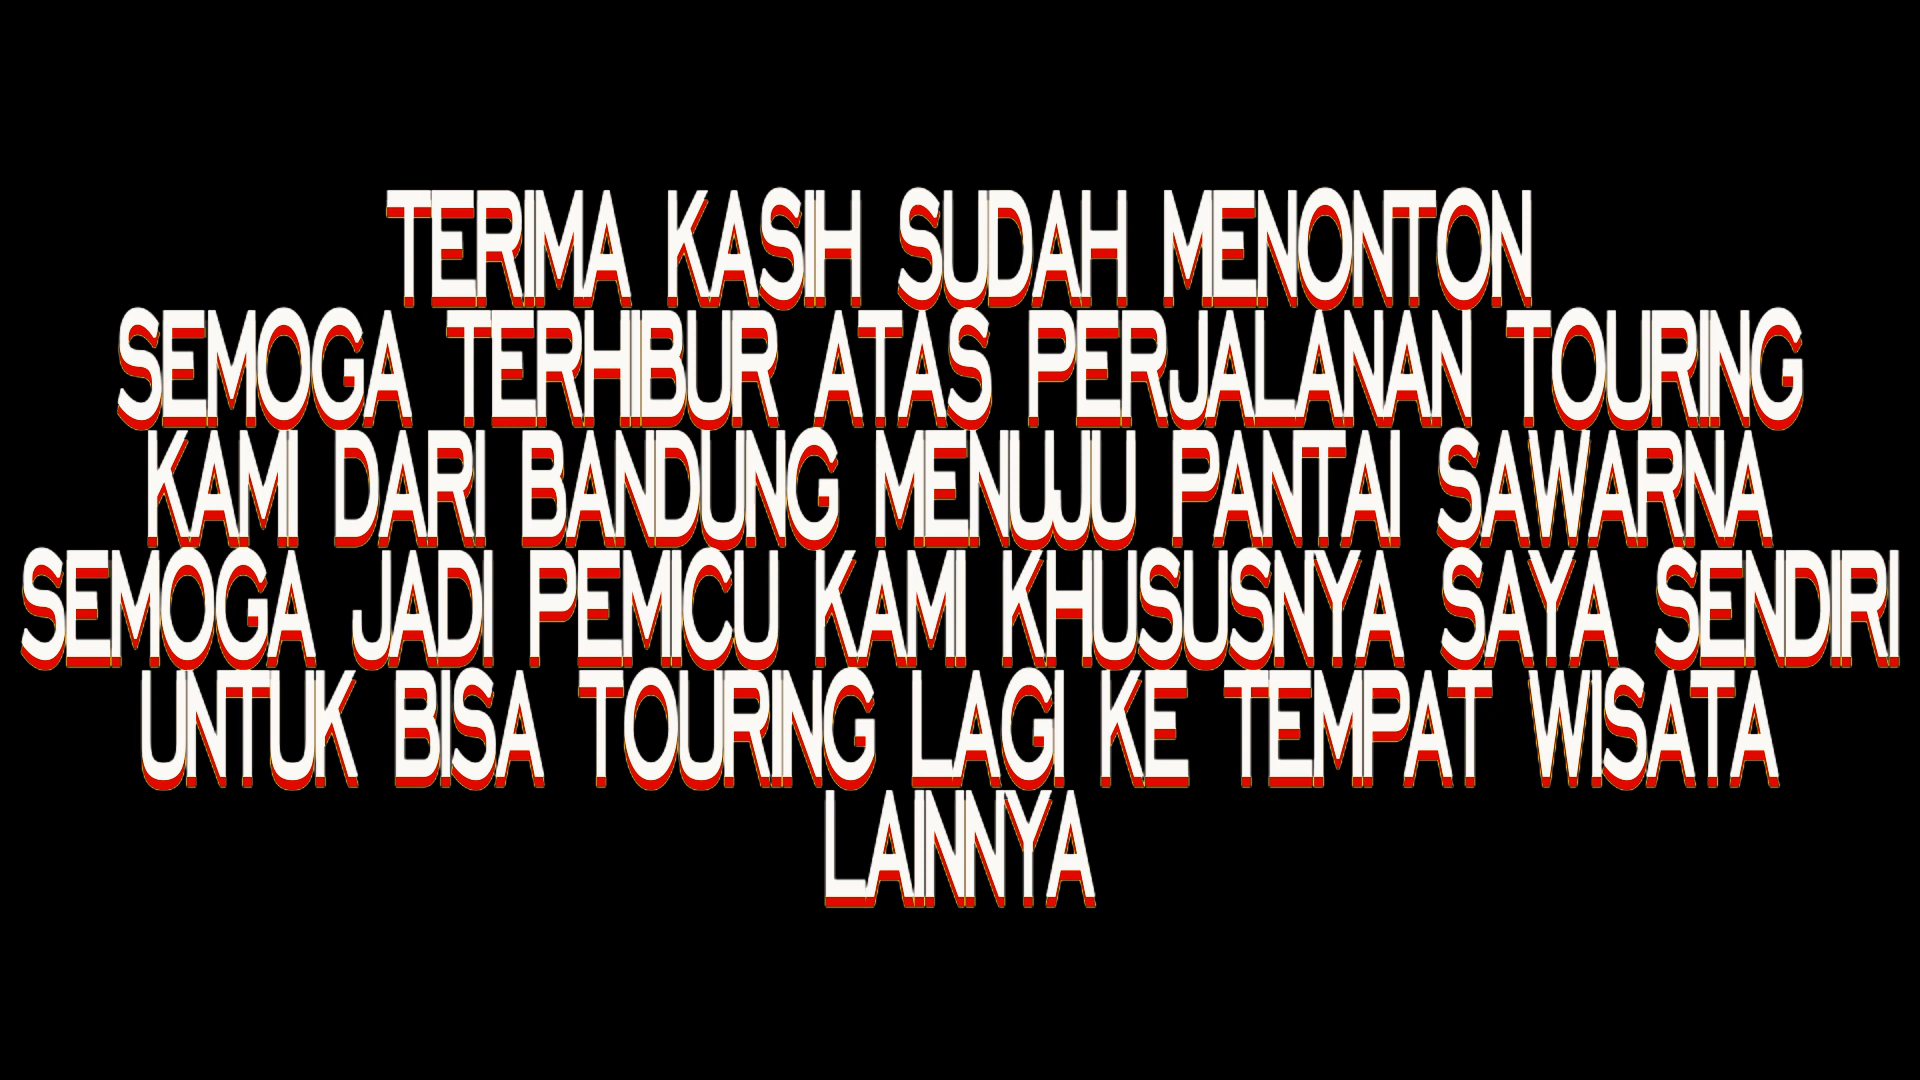 TERIMA KASIH SUDAH MENONTON
SEMOGA TERHIBUR ATAS PERJALANAN TOURING
KAMI DARI BANDUNG MENUJU PANTAI SAWARNA
SEMOGA JADI PEMICU KAMI KHUSUSNYA SAYA SENDIRI
UNTUK BISA TOURING LAGI KE TEMPAT WISATA
LAINNYA